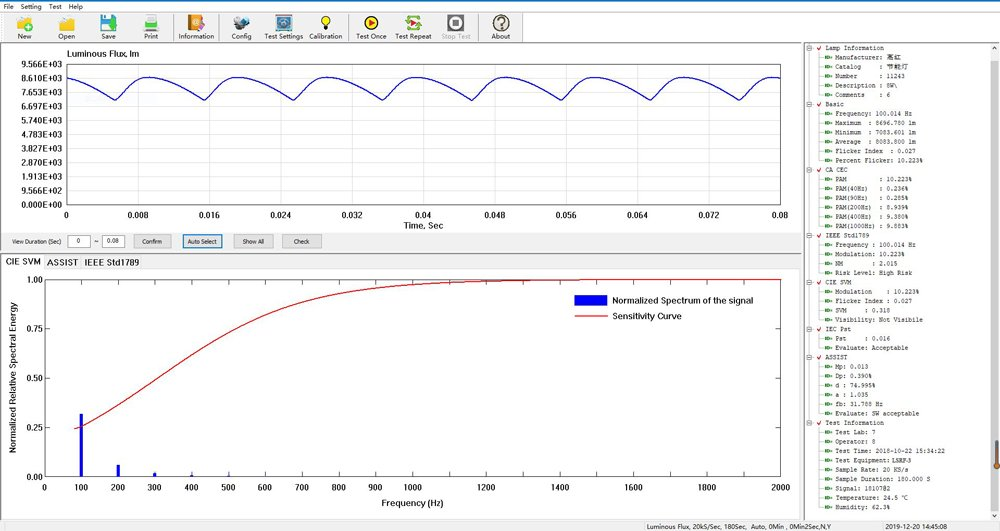 File Setting Test Help
New Open Save Print Information Config Test Settings Calibration Test Once Test Repeat Stop Test About
Luminous Flux, lm
9.566E+03
8.610E+03
7.653E+03
6.697E+03
5.740E+03
4.783E+03
3.827E+03
2.870E+03
1.913E+03
9.566E+02
0.000E+00
0 0.008 0.016 0.024 0.032 0.04 0.048 0.056 0.064 0.072 0.08
Time, Sec
View Duration (Sec) 0 ~ 0.08 Confirm Auto Select Show All Check
CIE SVM ASSIST IEEE Std1789
Normalized Relative Spectral Energy
1.00
0.75
0.50
0.25
0.00
Normalized Spectrum of the signal
Sensitivity Curve
0 100 200 300 400 500 600 700 800 900 1000 1200 1400 1600 1800 2000
Frequency (Hz)
Lamp Information
Manufacturer: 高虹
Catalog : 节能灯
Number : 11243
Description : 8W\
Comments : 6
Basic
Frequency: 100.014 Hz
Maximum : 8696.780 lm
Minimum : 7083.601 lm
Average : 8083.800 lm
Flicker Index : 0.027
Percent Flicker: 10.223%
CA CEC
PAM : 10.223%
PAM(40Hz) : 0.236%
PAM(90Hz) : 0.285%
PAM(200Hz) : 8.939%
PAM(400Hz) : 9.380%
PAM(1000Hz) : 9.883%
IEEE Std1789
Frequency : 100.014 Hz
Modulation: 10.223%
NM : 2.015
Risk Level: High Risk
CIE SVM
Modulation : 10.223%
Flicker Index : 0.027
SVM : 0.318
Visibility: Not Visibile
IEC Pst
Pst : 0.016
Evaluate: Acceptable
ASSIST
Mp: 0.013
Dp: 0.390%
d : 74.995%
a : 1.035
fb: 31.788 Hz
Evaluate: SW acceptable
Test Information
Test Lab: 7
Operator: 8
Test Time: 2018-10-22 15:34:22
Test Equipment: LSRF-3
Sample Rate: 20 KS/s
Sample Duration: 180.000 S
Signal: 1810782
Temperature: 24.5 ℃
Humidity: 62.3%
Luminous Flux, 20kS/Sec, 180Sec, Auto, 0Min , 0Min2Sec,N,Y 2019-12-20 14:45:08